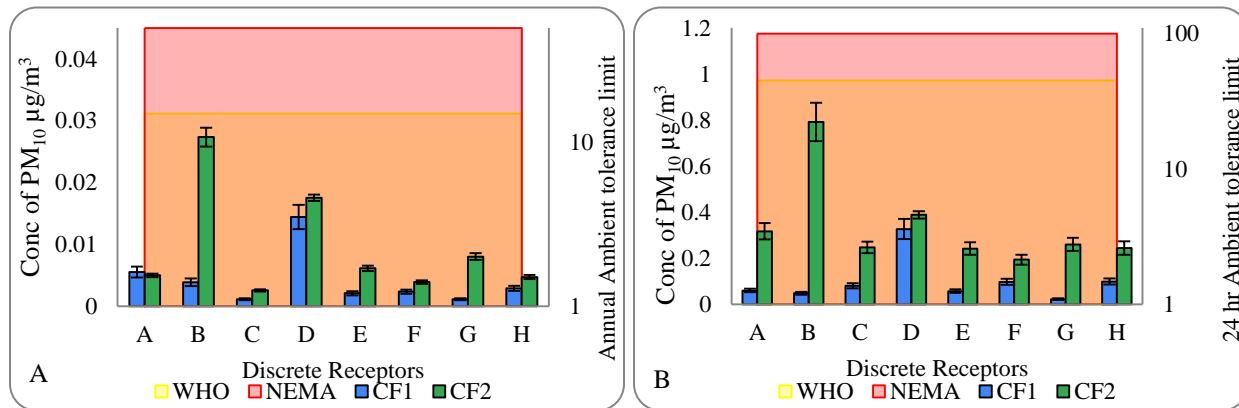 Conc of PM10 µg/m3
0.04
0.03
0.02
0.01
0
10
1
Annual Ambient tolerance limit
A B C D E F G H
Discrete Receptors
A
WHO NEMA CF1 CF2
Conc of PM10 µg/m3
1.2
1
0.8
0.6
0.4
0.2
0
100
10
1
24 hr Ambient tolerance limit
A B C D E F G H
Discrete Receptors
B
WHO NEMA CF1 CF2